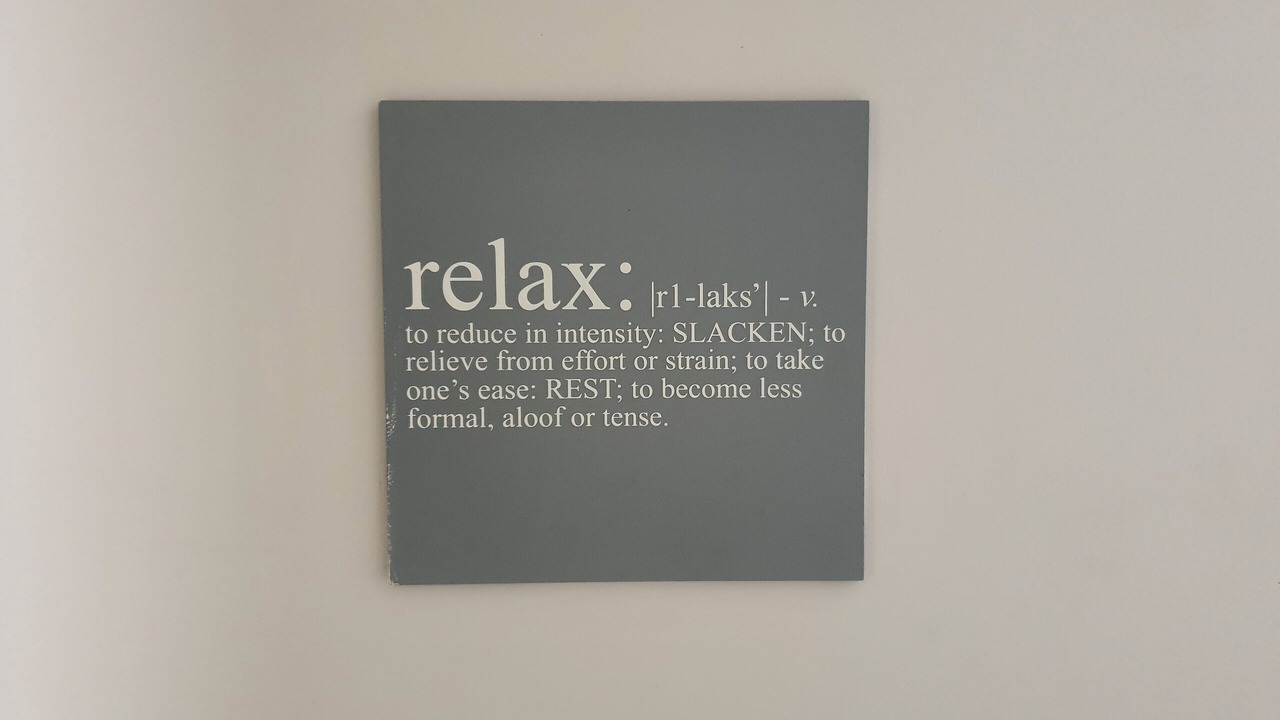 relax: |r1-laks’| - v.
to reduce in intensity: SLACKEN; to
relieve from effort or strain; to take
one’s ease: REST; to become less
formal, aloof or tense.